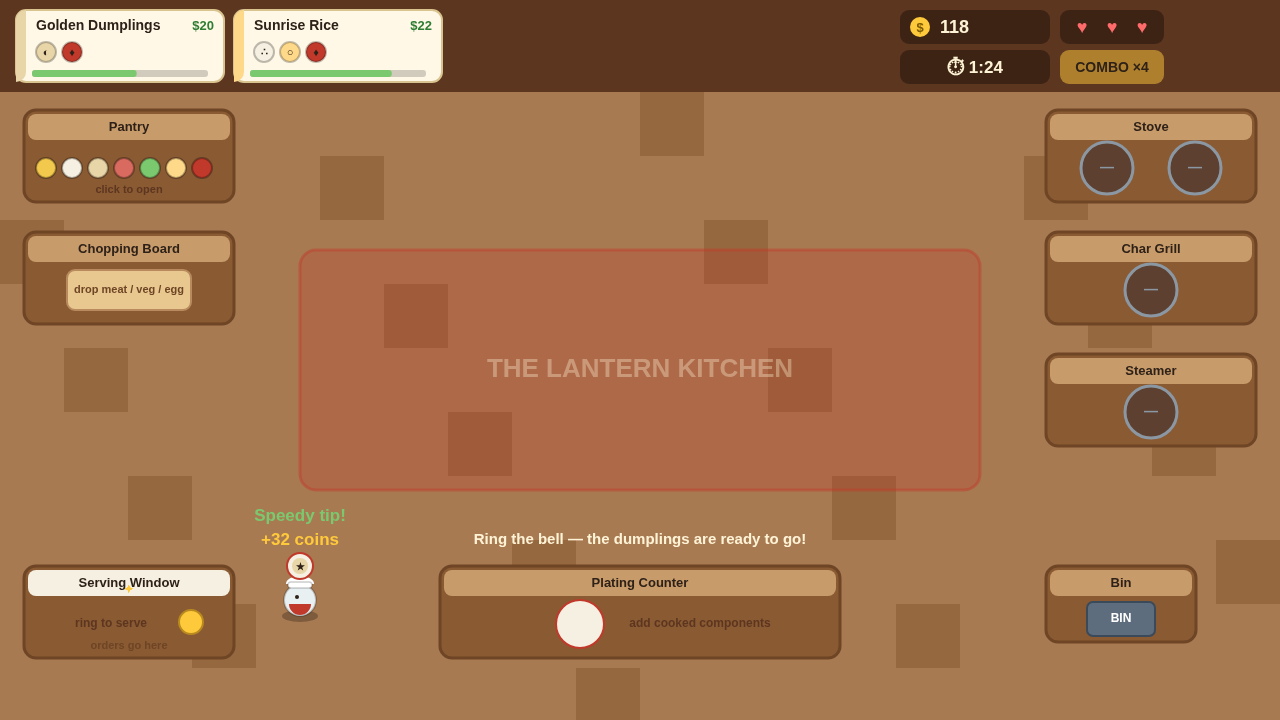 Golden Dumplings $20
Sunrise Rice $22
$ 118
1:24
COMBO ×4
Pantry
click to open
Stove
Chopping Board
drop meat / veg / egg
Char Grill
Steamer
THE LANTERN KITCHEN
Speedy tip!
+32 coins
Ring the bell — the dumplings are ready to go!
Serving Window
ring to serve
orders go here
Plating Counter
add cooked components
Bin
BIN